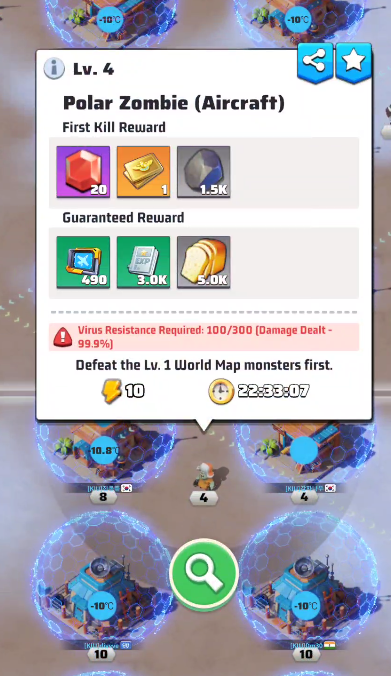 -10°C
-10°C
Lv. 4
Polar Zombie (Aircraft)
First Kill Reward
20
1
1.5K
Guaranteed Reward
490
3.0K
5.0K
Virus Resistance Required: 100/300 (Damage Dealt -
99.9%)
Defeat the Lv. 1 World Map monsters first.
10
22:33:07
-10.8°C
8
4
4
-10°C
-10°C
10
10